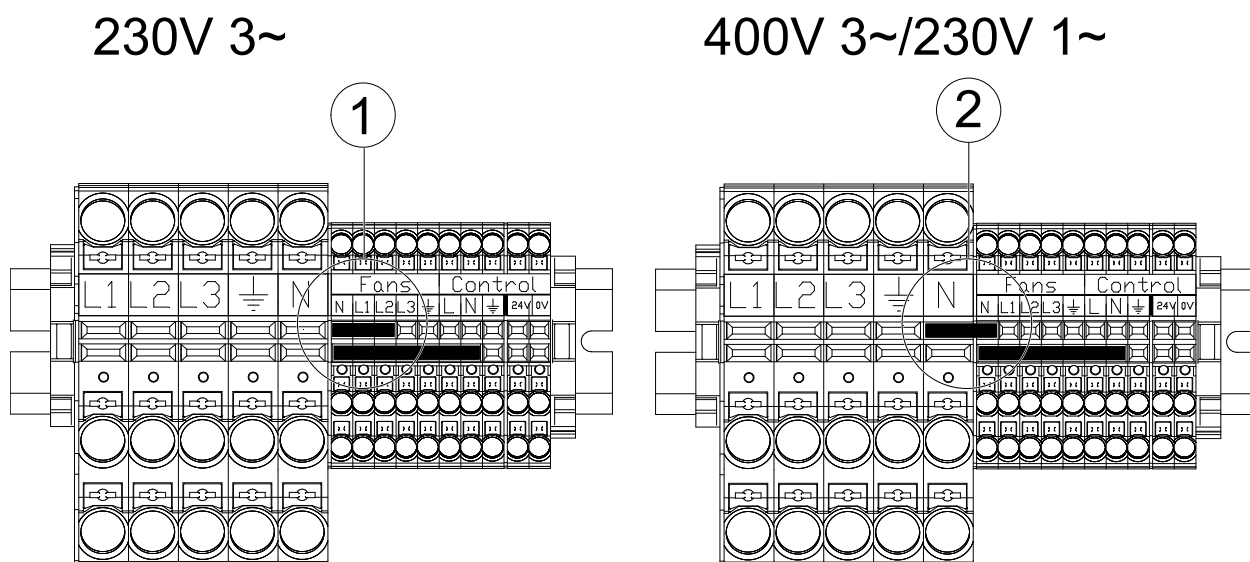 230V 3~
400V 3~/230V 1~
1
2
Fans Control
L1 L2 L3 ⏚ N
N L1 L2 L3 ⏚ L N ⏚ 24V 0V
Fans Control
L1 L2 L3 ⏚ N
N L1 L2 L3 ⏚ L N ⏚ 24V 0V